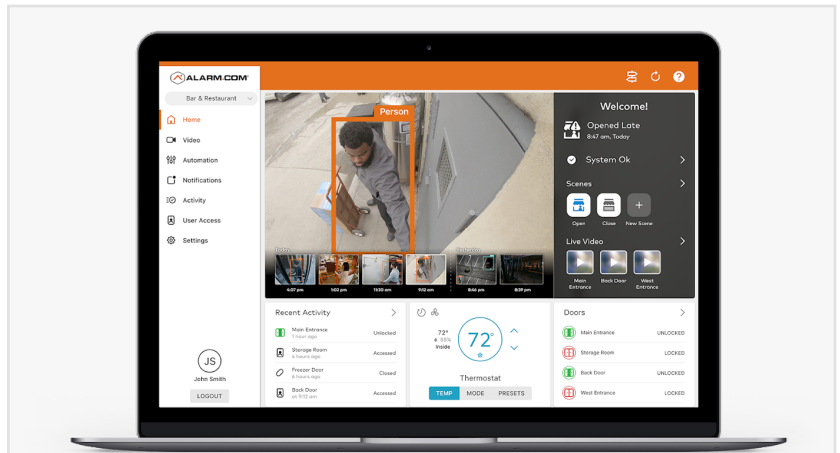 ALARM.COM
Bar & Restaurant
Home
Video
Automation
Notifications
Activity
User Access
Settings
JS
John Smith
LOGOUT
Person
Today
Yesterday
4:07 pm
1:02 pm
11:20 am
9:12 am
8:46 pm
8:39 pm
Welcome!
Opened Late
8:47 am, Today
System Ok
Scenes
Open
Close
New Scene
Live Video
Main Entrance
Back Door
West Entrance
Recent Activity
Main Entrance
1 hour ago
Unlocked
Storage Room
6 hours ago
Accessed
Freezer Door
6 hours ago
Closed
Back Door
at 9:12 am
Accessed
72°
55%
Inside
72°
Thermostat
TEMP MODE PRESETS
Doors
Main Entrance UNLOCKED
Storage Room LOCKED
Back Door UNLOCKED
West Entrance LOCKED